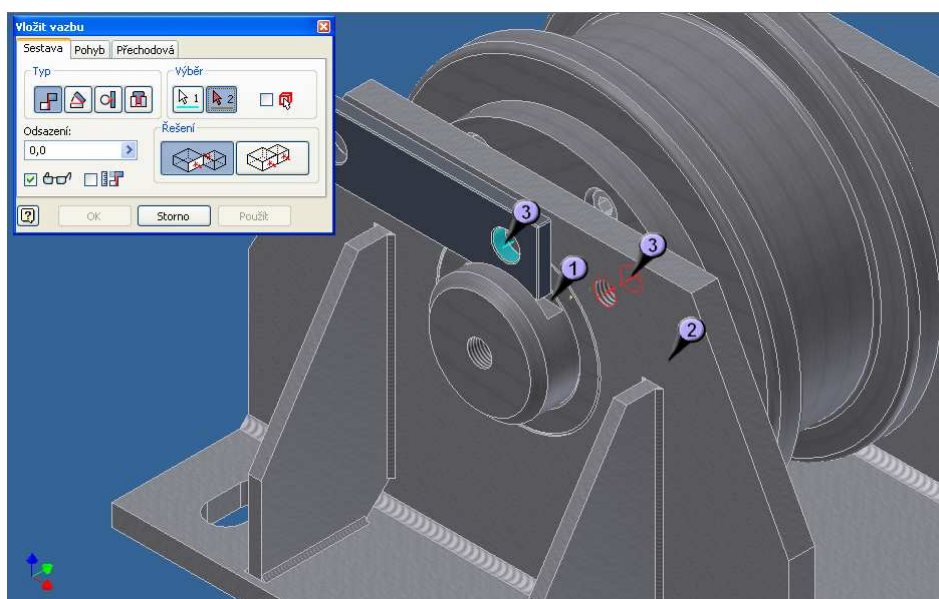 Vložit vazbu
Sestava Pohyb Přechodová
Typ
Výběr
1 2
Odsazení:
Řešení
0,0
OK Storno Použít
3
1
3
2